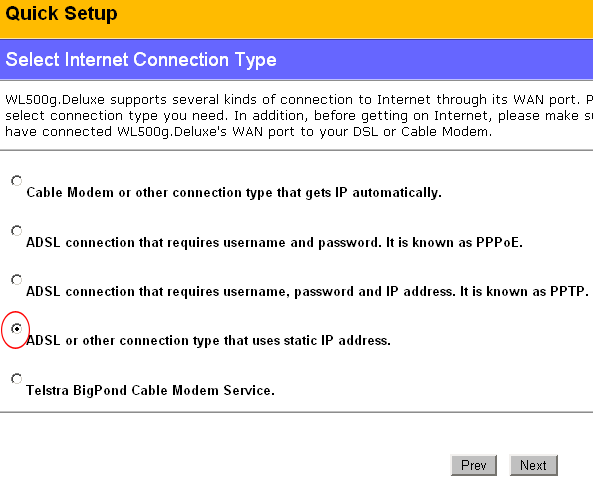 Quick Setup
Select Internet Connection Type
WL500g.Deluxe supports several kinds of connection to Internet through its WAN port. P
select connection type you need. In addition, before getting on Internet, please make s
have connected WL500g.Deluxe's WAN port to your DSL or Cable Modem.
Cable Modem or other connection type that gets IP automatically.
ADSL connection that requires username and password. It is known as PPPoE.
ADSL connection that requires username, password and IP address. It is known as PPTP.
ADSL or other connection type that uses static IP address.
Telstra BigPond Cable Modem Service.
Prev Next